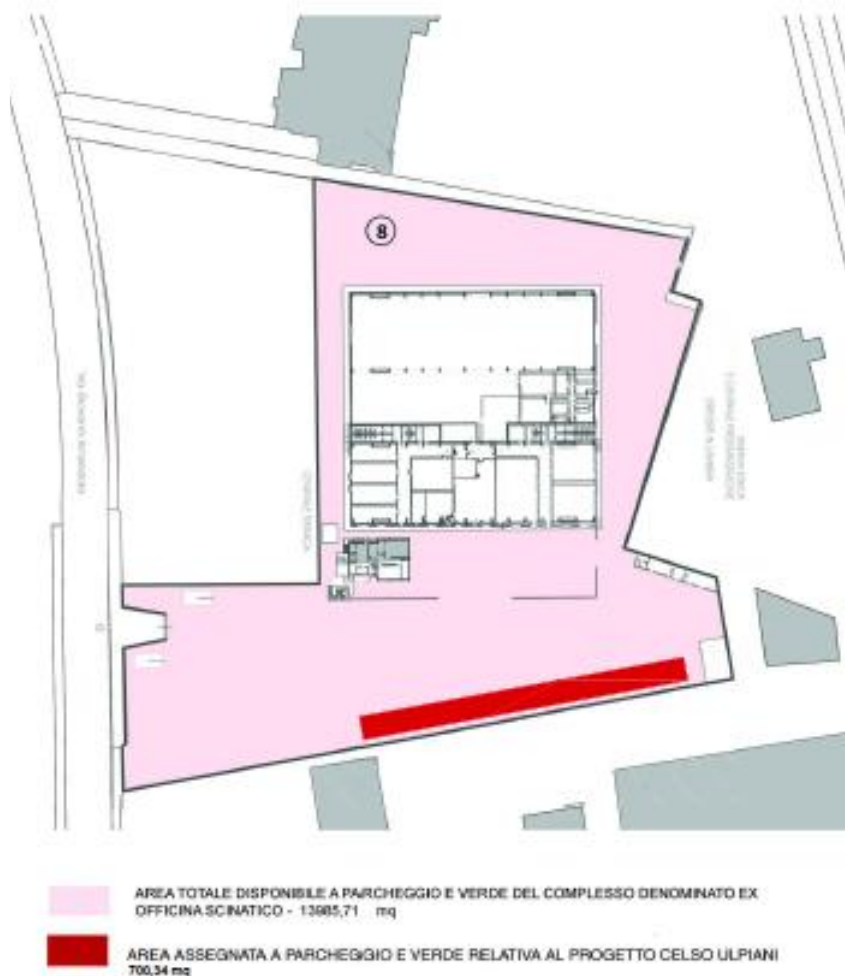 8
AREA TOTALE DISPONIBILE A PARCHEGGIO E VERDE DEL COMPLESSO DENOMINATO EX
OFFICINA SCINATICO - 13985,71 mq
AREA ASSEGNATA A PARCHEGGIO E VERDE RELATIVA AL PROGETTO CELSO ULPIANI
700,34 mq